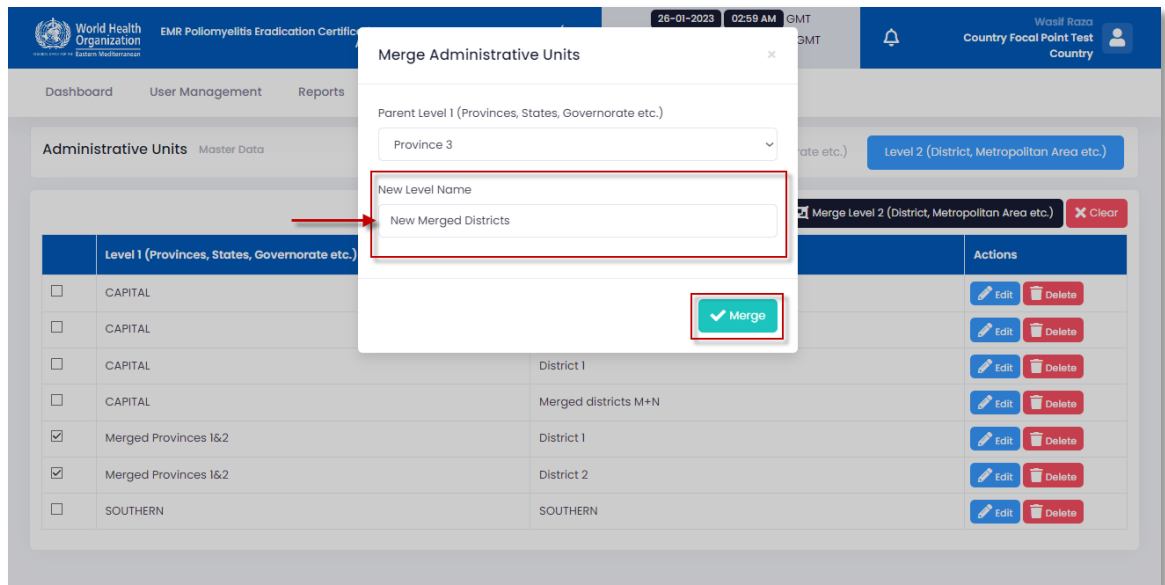 World Health
Organization
Eastern Mediterranean
EMR Poliomyelitis Eradication
26-01-2023 02:59 AM GMT
GMT
Wasif Raza
Country Focal Point Test
Country
Merge Administrative Units ×
Dashboard User Management Reports
Parent Level 1 (Provinces, States, Governorate etc.)
Province 3
Administrative Units Master Data
etc.) Level 2 (District, Metropolitan Area etc.)
New Level Name
New Merged Districts
Merge Level 2 (District, Metropolitan Area etc.) Clear
Level 1 (Provinces, States, Governorate etc.) Actions
CAPITAL Edit Delete
CAPITAL Edit Delete
Merge
CAPITAL District 1 Edit Delete
CAPITAL Merged districts M+N Edit Delete
Merged Provinces 1&2 District 1 Edit Delete
Merged Provinces 1&2 District 2 Edit Delete
SOUTHERN SOUTHERN Edit Delete